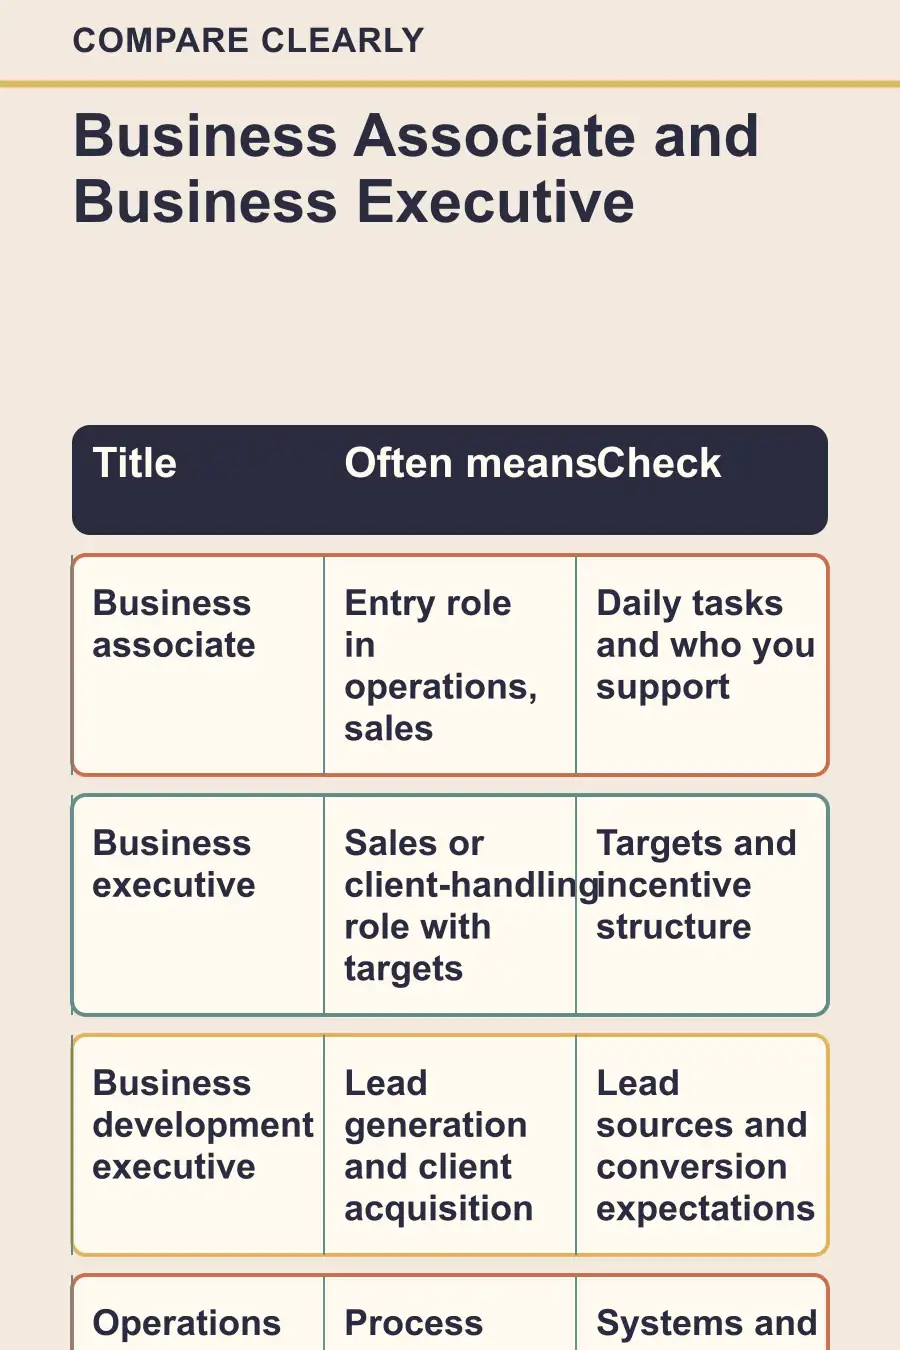 COMPARE CLEARLY
Business Associate and
Business Executive
Title
Often means
Check
Business
associate
Entry role
in
operations,
sales
Daily tasks
and who you
support
Business
executive
Sales or
client-handling
role with
targets
Targets and
incentive
structure
Business
development
executive
Lead
generation
and client
acquisition
Lead
sources and
conversion
expectations
Operations
Process
Systems and